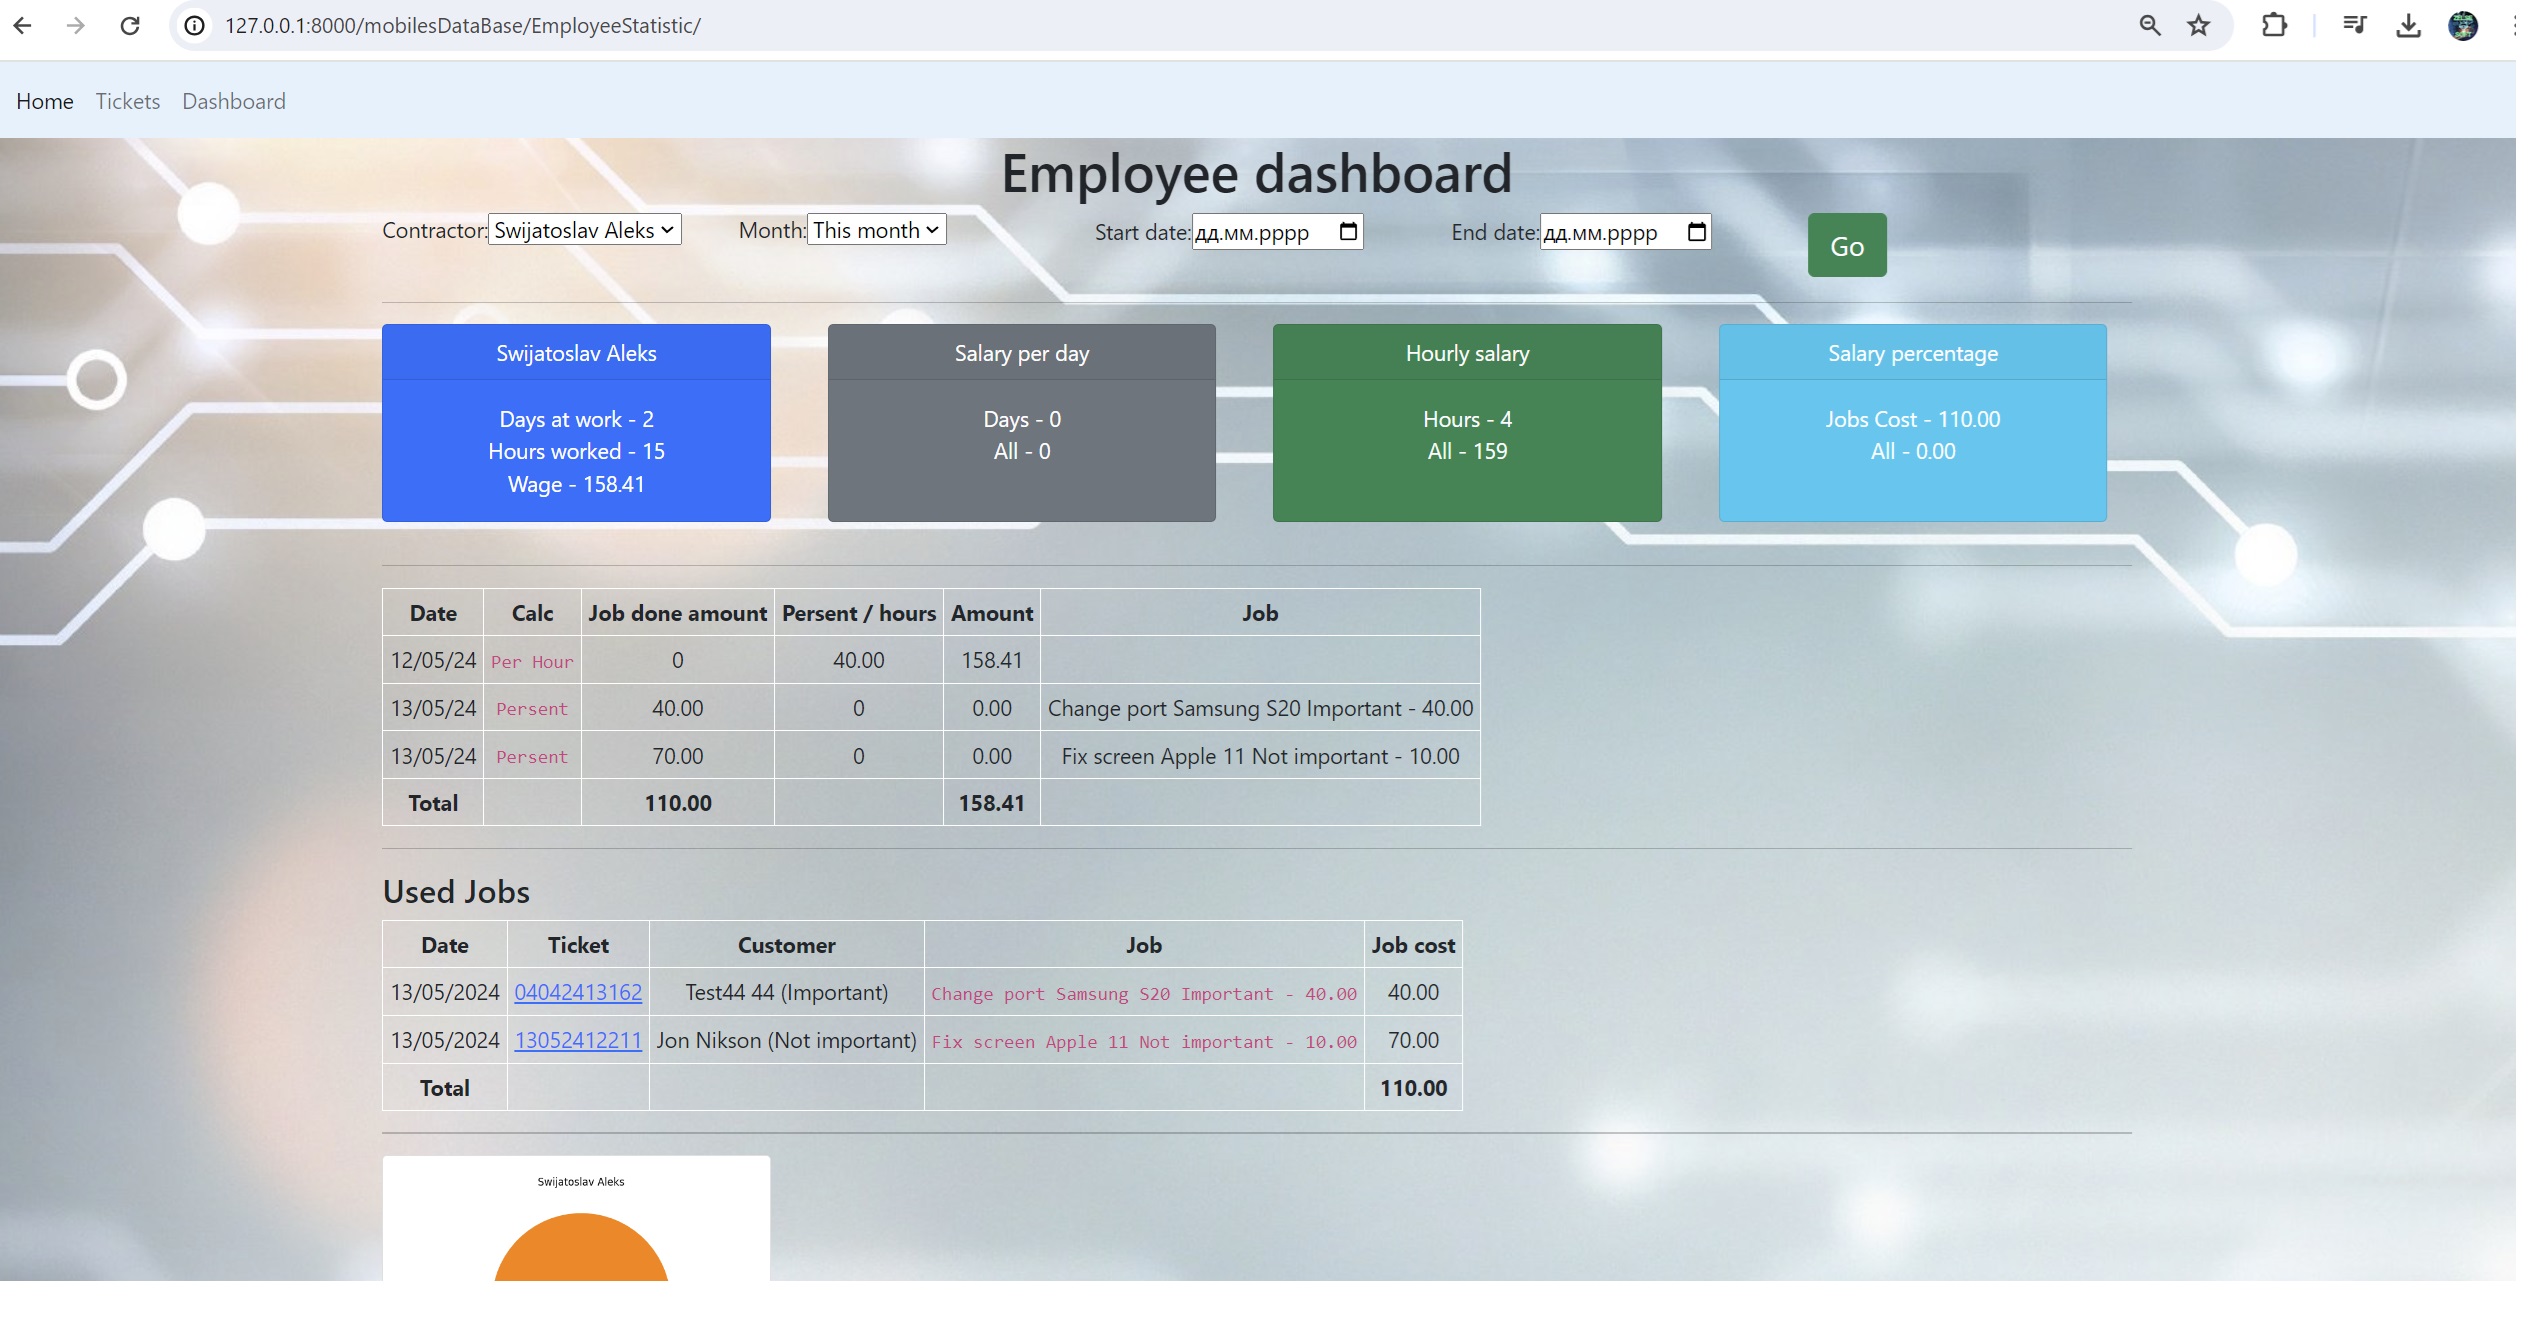 127.0.0.1:8000/mobilesDataBase/EmployeeStatistic/
Home Tickets Dashboard
Employee dashboard
Contractor: Swijatoslav Aleks Month: This month Start date: дд.мм.рррр End date: дд.мм.рррр Go
Swijatoslav Aleks
Days at work - 2
Hours worked - 15
Wage - 158.41
Salary per day
Days - 0
All - 0
Hourly salary
Hours - 4
All - 159
Salary percentage
Jobs Cost - 110.00
All - 0.00
Date Calc Job done amount Persent / hours Amount Job
12/05/24 Per Hour 0 40.00 158.41
13/05/24 Persent 40.00 0 0.00 Change port Samsung S20 Important - 40.00
13/05/24 Persent 70.00 0 0.00 Fix screen Apple 11 Not important - 10.00
Total 110.00 158.41
Used Jobs
Date Ticket Customer Job Job cost
13/05/2024 04042413162 Test44 44 (Important) Change port Samsung S20 Important - 40.00 40.00
13/05/2024 13052412211 Jon Nikson (Not important) Fix screen Apple 11 Not important - 10.00 70.00
Total 110.00
Swijatoslav Aleks